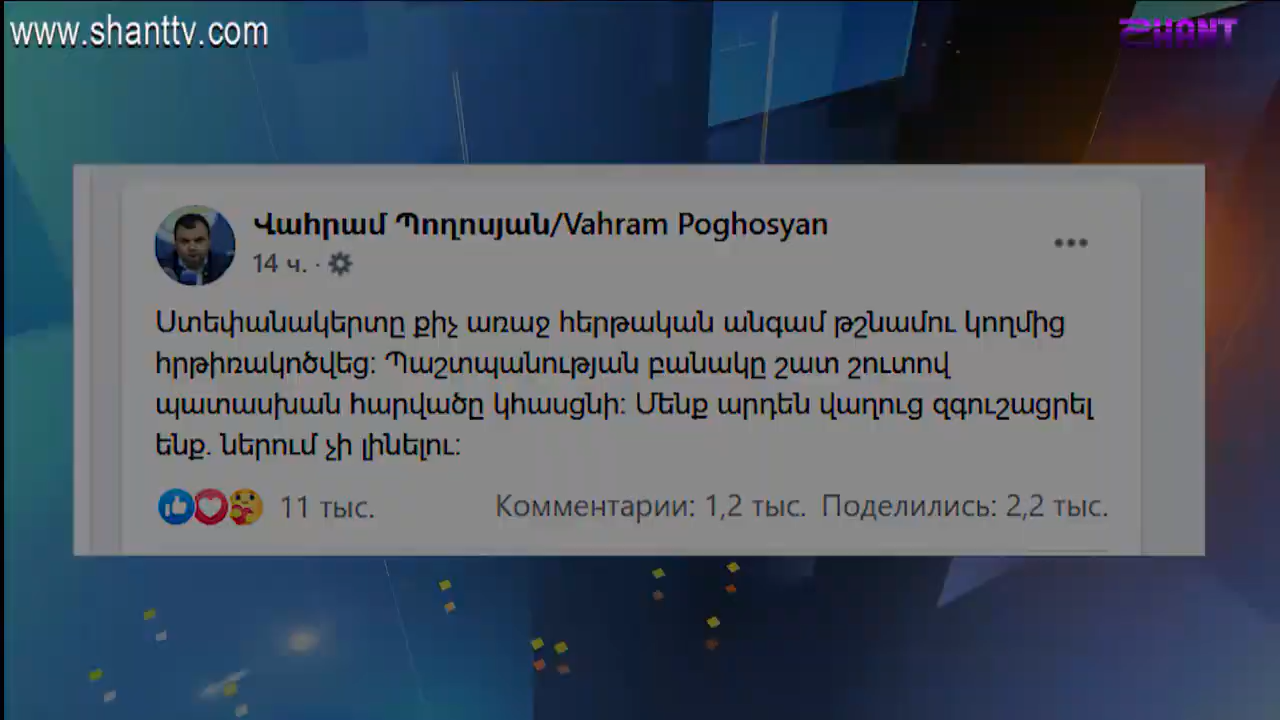 www.shanttv.com
SHANT
Վահրամ Պողոսյան/Vahram Poghosyan
14 ч. ·
Ստեփանակերտը քիչ առաջ հերթական անգամ թշնամու կողմից
հրթիռակոծվեց: Պաշտպանության բանակը շատ շուտով
պատասխան հարվածը կհասցնի: Մենք արդեն վաղուց զգուշացրել
ենք. ներում չի լինելու:
11 тыс. Комментарии: 1,2 тыс. Поделились: 2,2 тыс.